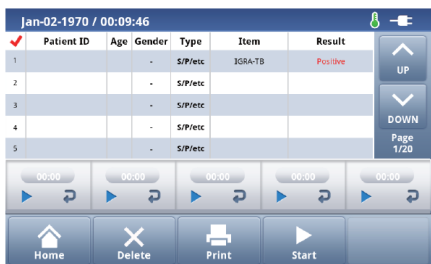 Jan-02-1970 / 00:09:46
Patient ID Age Gender Type Item Result
1 - S/P/etc IGRA-TB Positive
2 - S/P/etc
3 - S/P/etc
4 - S/P/etc
5 - S/P/etc
UP
DOWN
Page
1/20
00:00 00:00 00:00 00:00 00:00
Home Delete Print Start